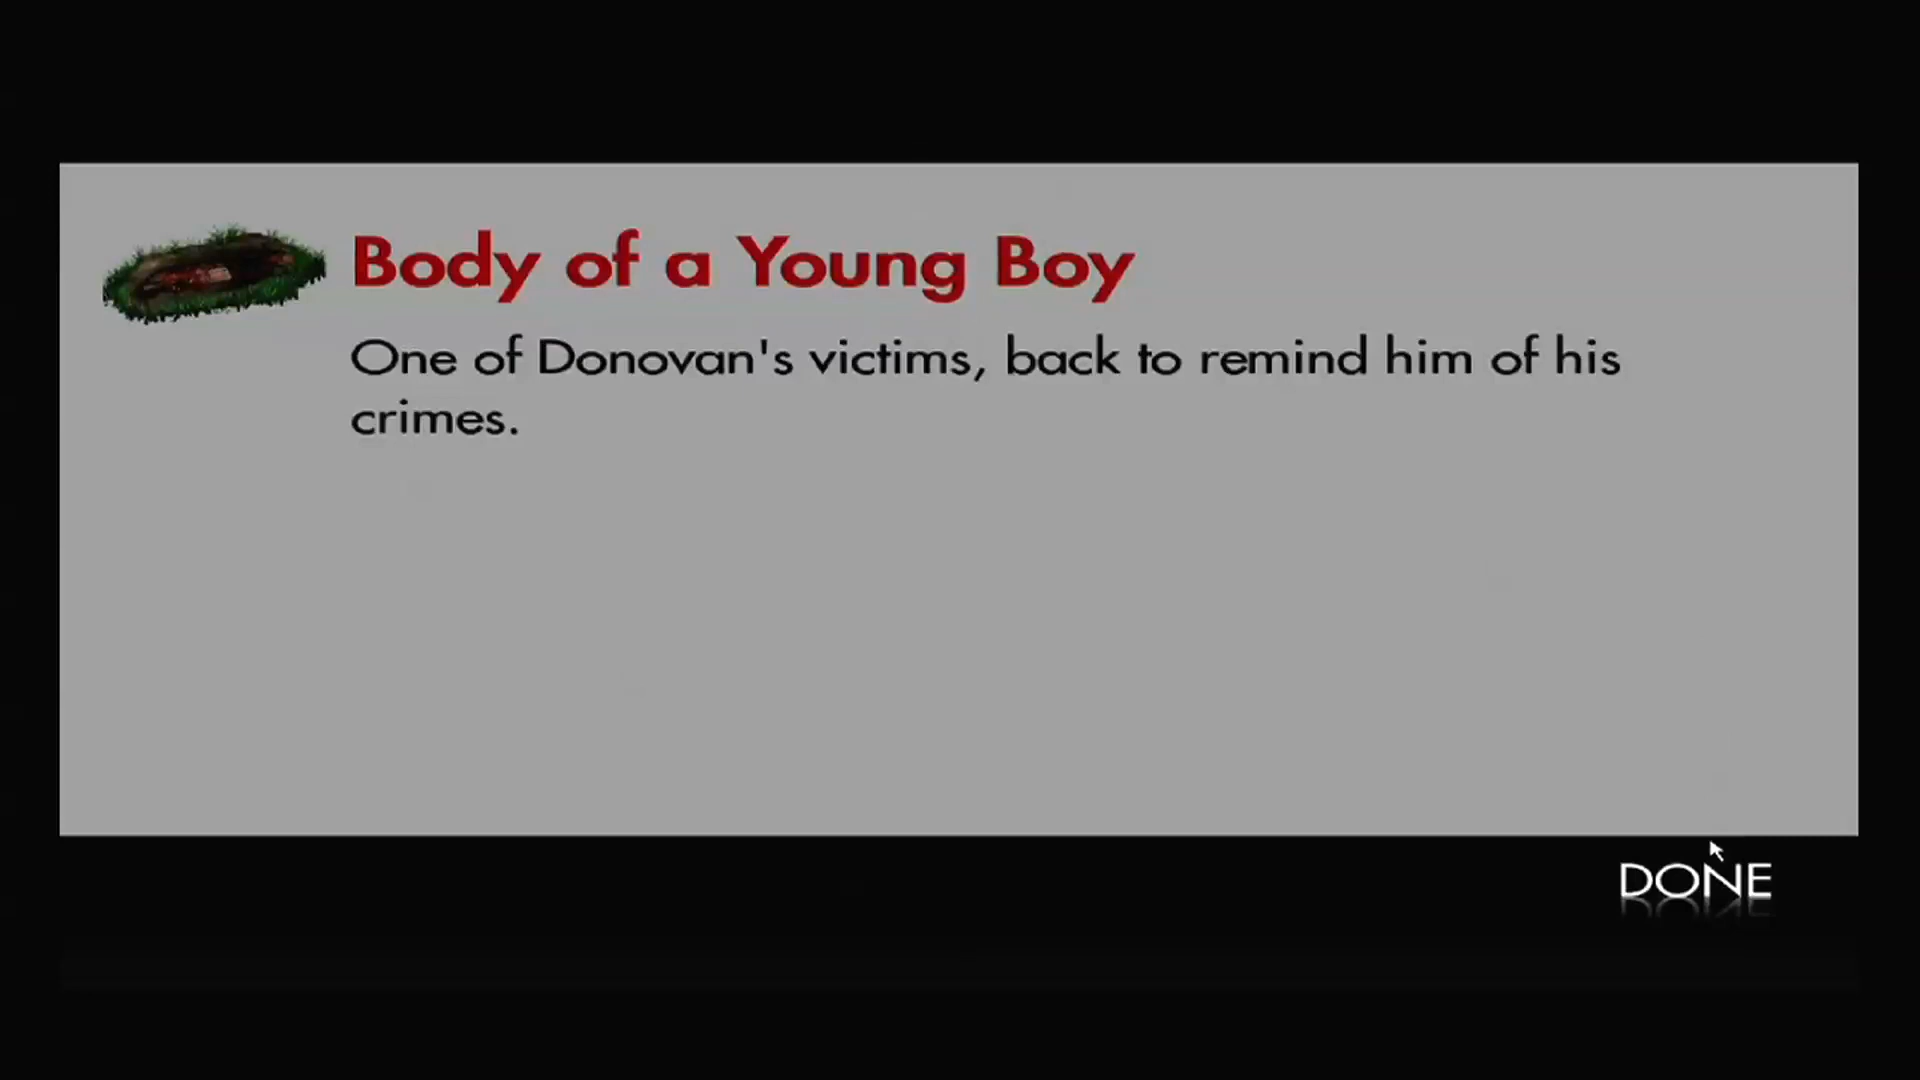 Body of a Young Boy
One of Donovan's victims, back to remind him of his
crimes.
DONE